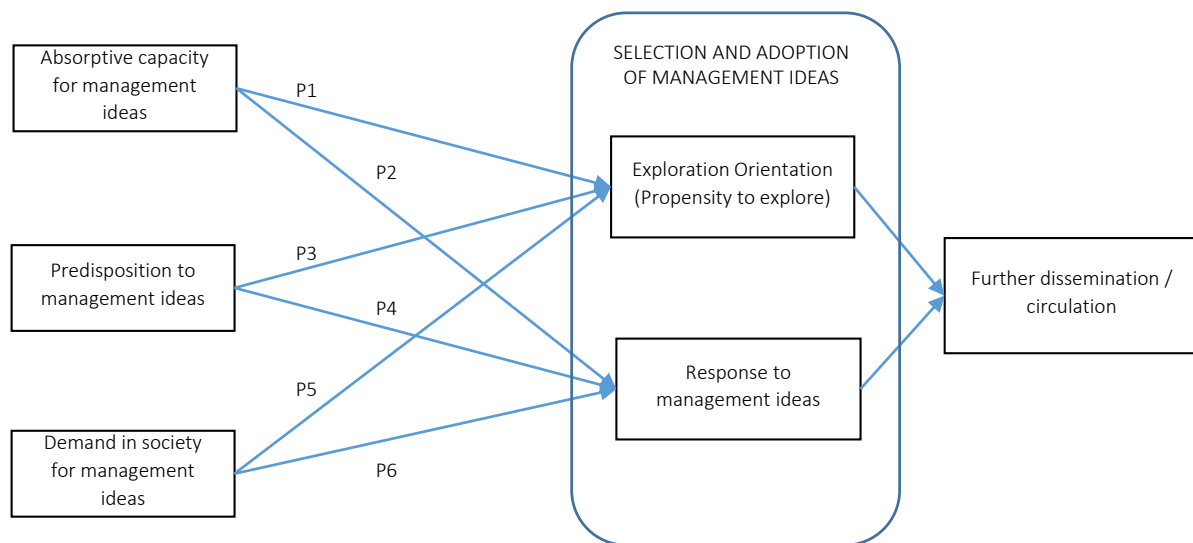 Absorptive capacity
for management
ideas
P1
P2
Predisposition to
management ideas
P3
P4
Demand in society
for management
ideas
P5
P6
SELECTION AND ADOPTION
OF MANAGEMENT IDEAS
Exploration Orientation
(Propensity to explore)
Response to
management ideas
Further dissemination /
circulation